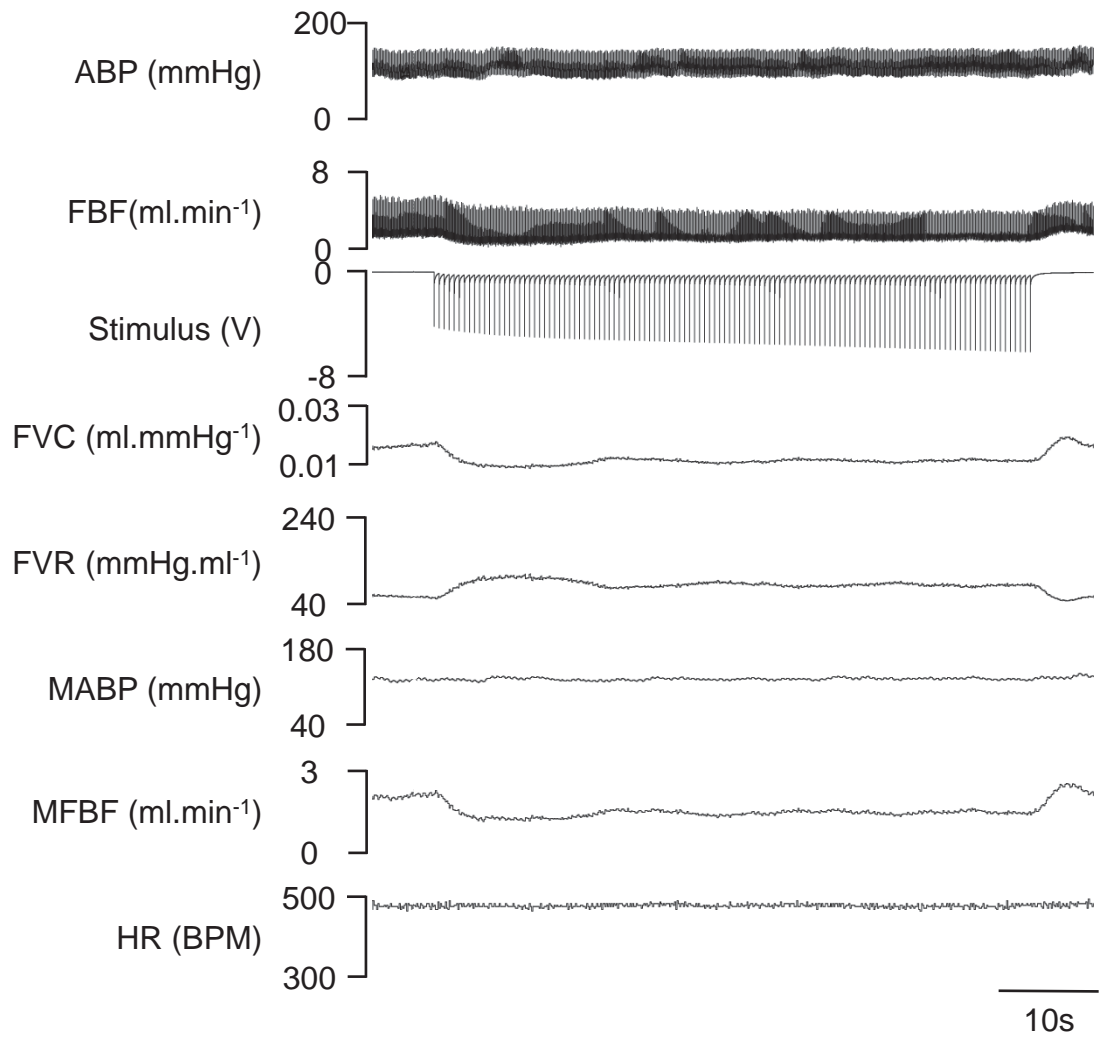 200
ABP (mmHg)
0
8
FBF(ml.min⁻¹)
0
0
Stimulus (V)
-8
0.03
FVC (ml.mmHg⁻¹)
0.01
240
FVR (mmHg.ml⁻¹)
40
180
MABP (mmHg)
40
3
MFBF (ml.min⁻¹)
0
500
HR (BPM)
300
10s